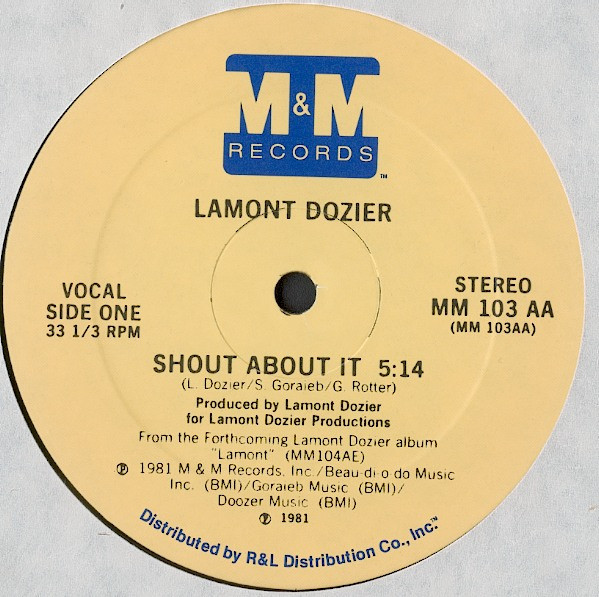 M&M
RECORDS™
LAMONT DOZIER
VOCAL
SIDE ONE
33 1/3 RPM
STEREO
MM 103 AA
(MM 103AA)
SHOUT ABOUT IT 5:14
(L. Dozier/S. Goraieb/G. Rotter)
Produced by Lamont Dozier
for Lamont Dozier Productions
From the Forthcoming Lamont Dozier album
"Lamont" (MM104AE)
℗ 1981 M & M Records, Inc./Beau-di-o-do Music
Inc. (BMI)/Goraieb Music (BMI)/
Doozer Music (BMI)
℗ 1981
Distributed by R&L Distribution Co., Inc.™